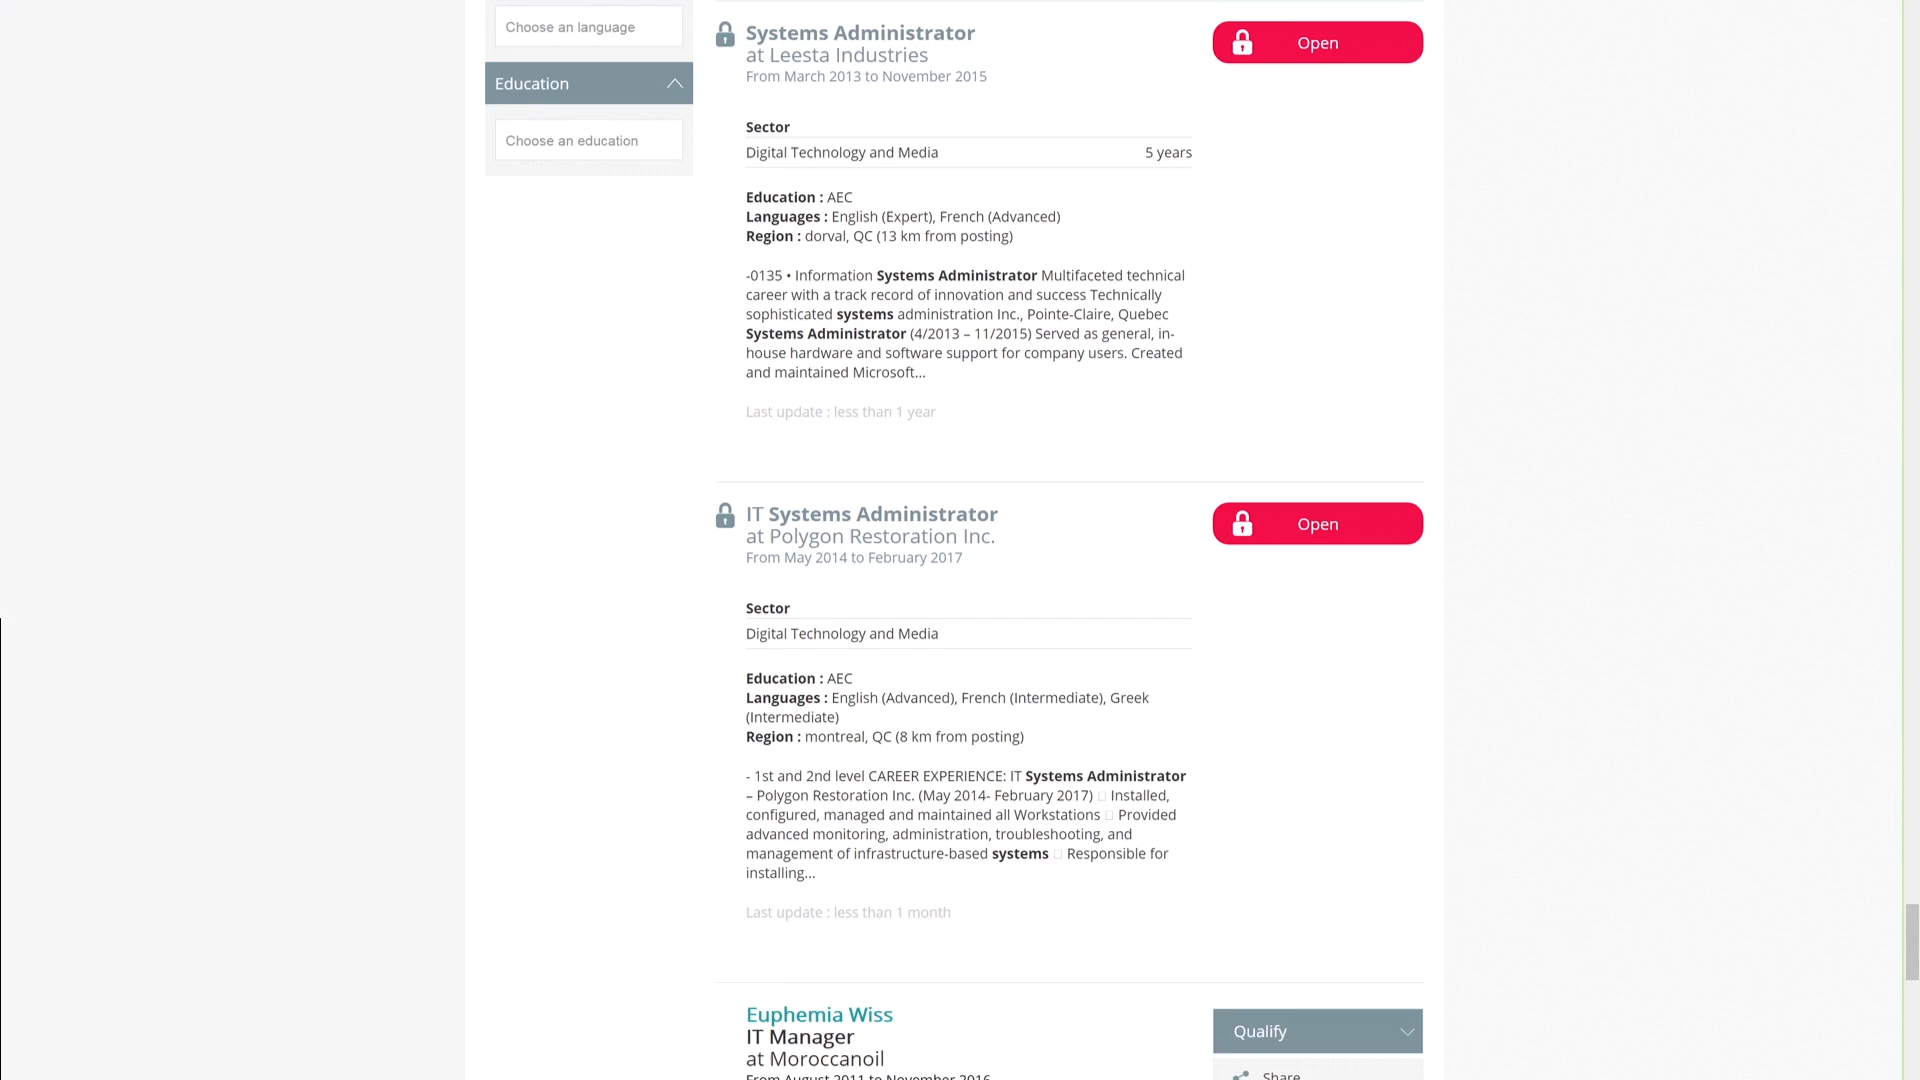 Choose an language
Education
Choose an education
Systems Administrator
at Leesta Industries
From March 2013 to November 2015
Open
Sector
Digital Technology and Media 5 years
Education : AEC
Languages : English (Expert), French (Advanced)
Region : dorval, QC (13 km from posting)
-0135 • Information Systems Administrator Multifaceted technical
career with a track record of innovation and success Technically
sophisticated systems administration Inc., Pointe-Claire, Quebec
Systems Administrator (4/2013 – 11/2015) Served as general, in-
house hardware and software support for company users. Created
and maintained Microsoft...
Last update : less than 1 year
IT Systems Administrator
at Polygon Restoration Inc.
From May 2014 to February 2017
Open
Sector
Digital Technology and Media
Education : AEC
Languages : English (Advanced), French (Intermediate), Greek
(Intermediate)
Region : montreal, QC (8 km from posting)
- 1st and 2nd level CAREER EXPERIENCE: IT Systems Administrator
– Polygon Restoration Inc. (May 2014- February 2017) Installed,
configured, managed and maintained all Workstations Provided
advanced monitoring, administration, troubleshooting, and
management of infrastructure-based systems Responsible for
installing...
Last update : less than 1 month
Euphemia Wiss
IT Manager
at Moroccanoil
From August 2011 to November 2016
Qualify
Share